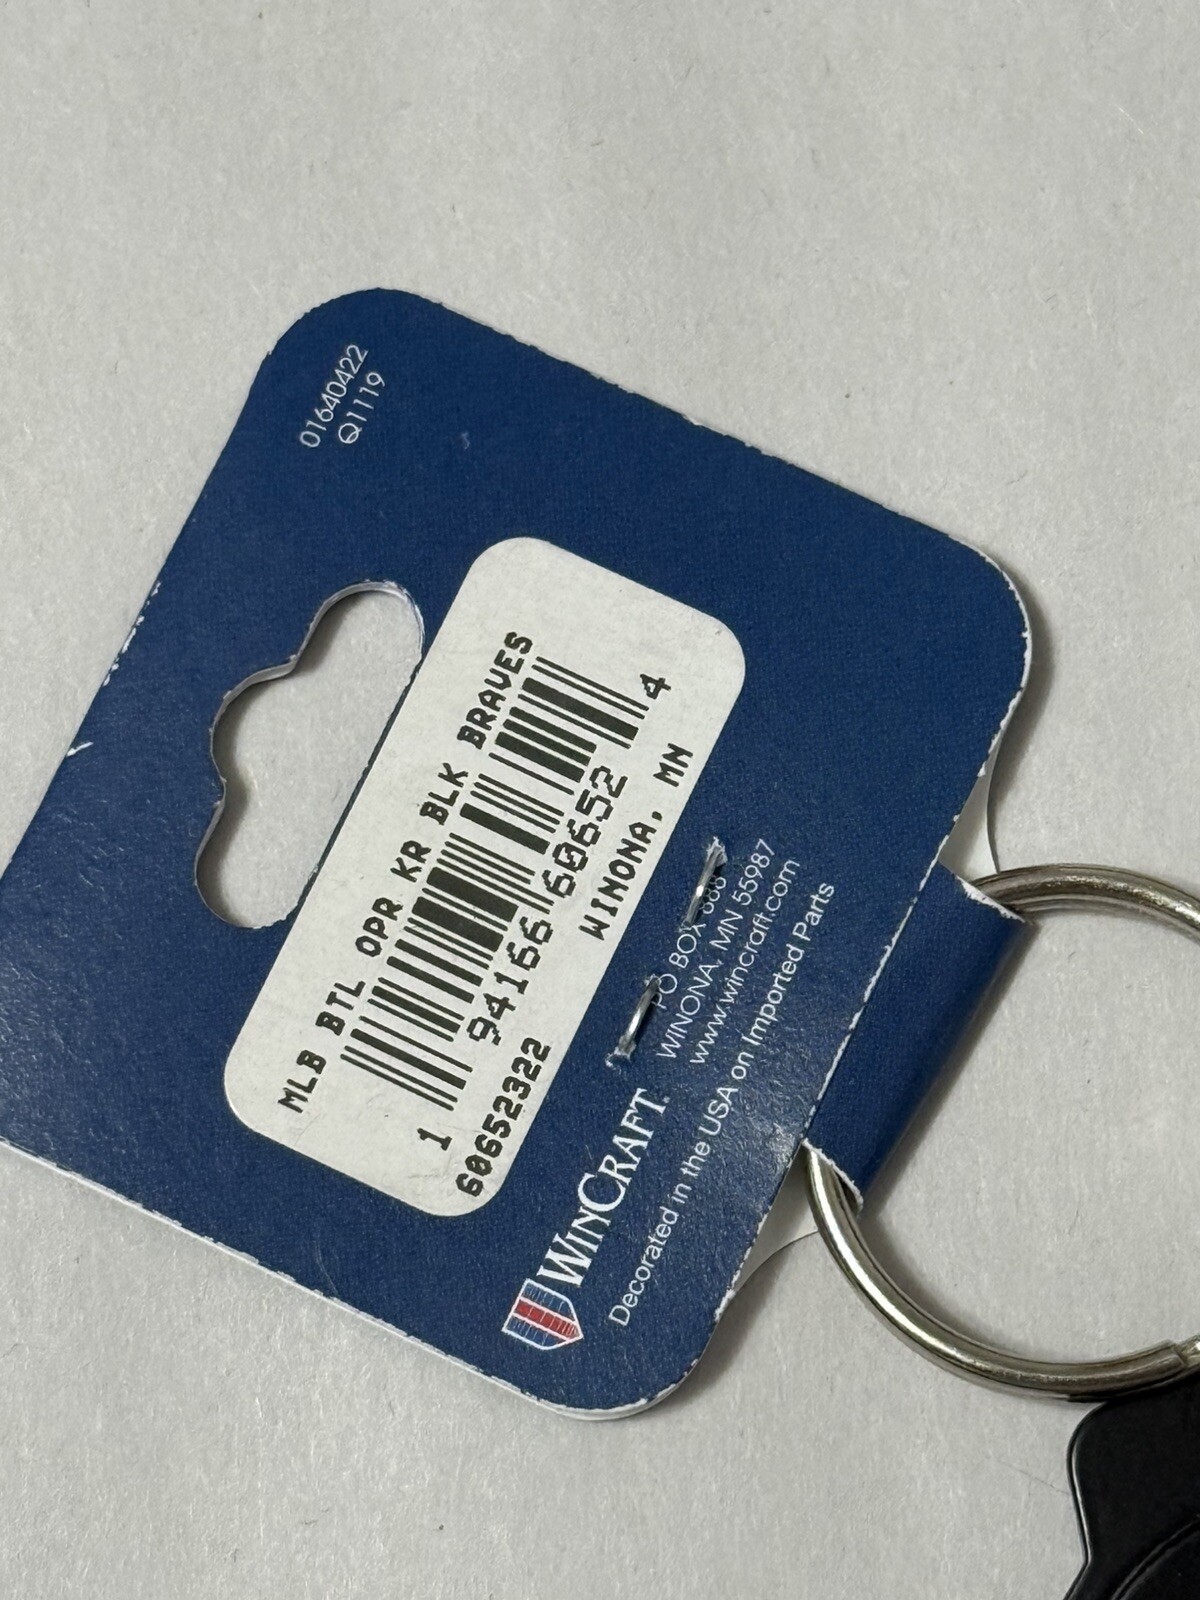 01640422
Q1119
MLB BTL OPR KR BLK BRAVES
1 94166 60652 4
60652322 WINONA, MN
WINCRAFT.
PO BOX 888
WINONA, MN 55987
www.wincraft.com
Decorated in the USA on Imported Parts